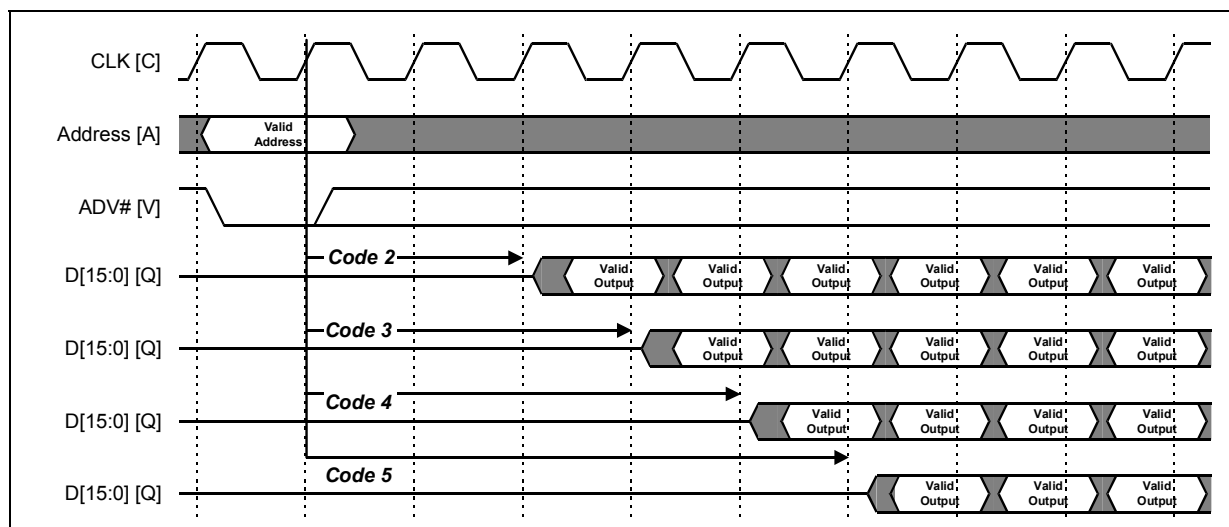 CLK [C]
Address [A]
Valid
Address
ADV# [V]
Code 2
D[15:0] [Q]
Valid Valid Valid Valid Valid Valid
Output Output Output Output Output Output
Code 3
D[15:0] [Q]
Valid Valid Valid Valid Valid
Output Output Output Output Output
Code 4
D[15:0] [Q]
Valid Valid Valid Valid
Output Output Output Output
Code 5
D[15:0] [Q]
Valid Valid Valid
Output Output Output